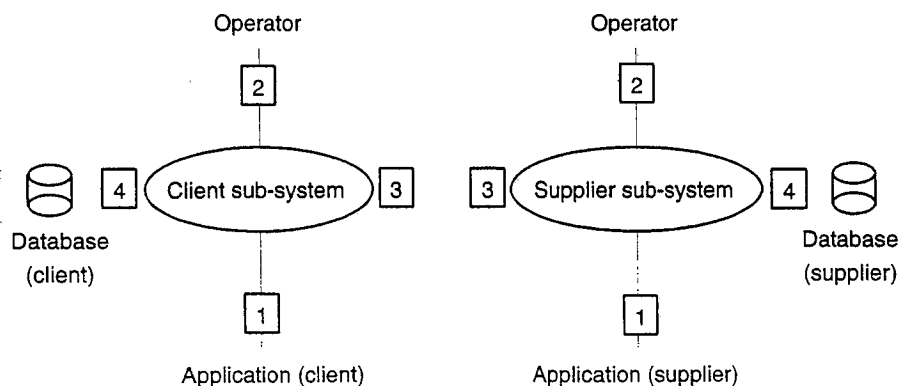 Operator
Operator
2
2
4
Client sub-system
3
3
Supplier sub-system
4
Database
(client)
Database
(supplier)
1
1
Application (client)
Application (supplier)